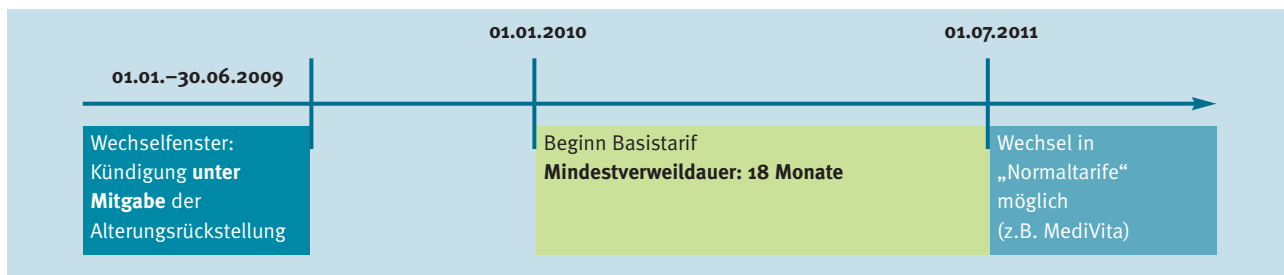 01.01.2010
01.07.2011
01.01.–30.06.2009
Wechselfenster:
Kündigung unter
Mitgabe der
Alterungsrückstellung
Beginn Basistarif
Mindestverweildauer: 18 Monate
Wechsel in
„Normaltarife“
möglich
(z.B. MediVita)